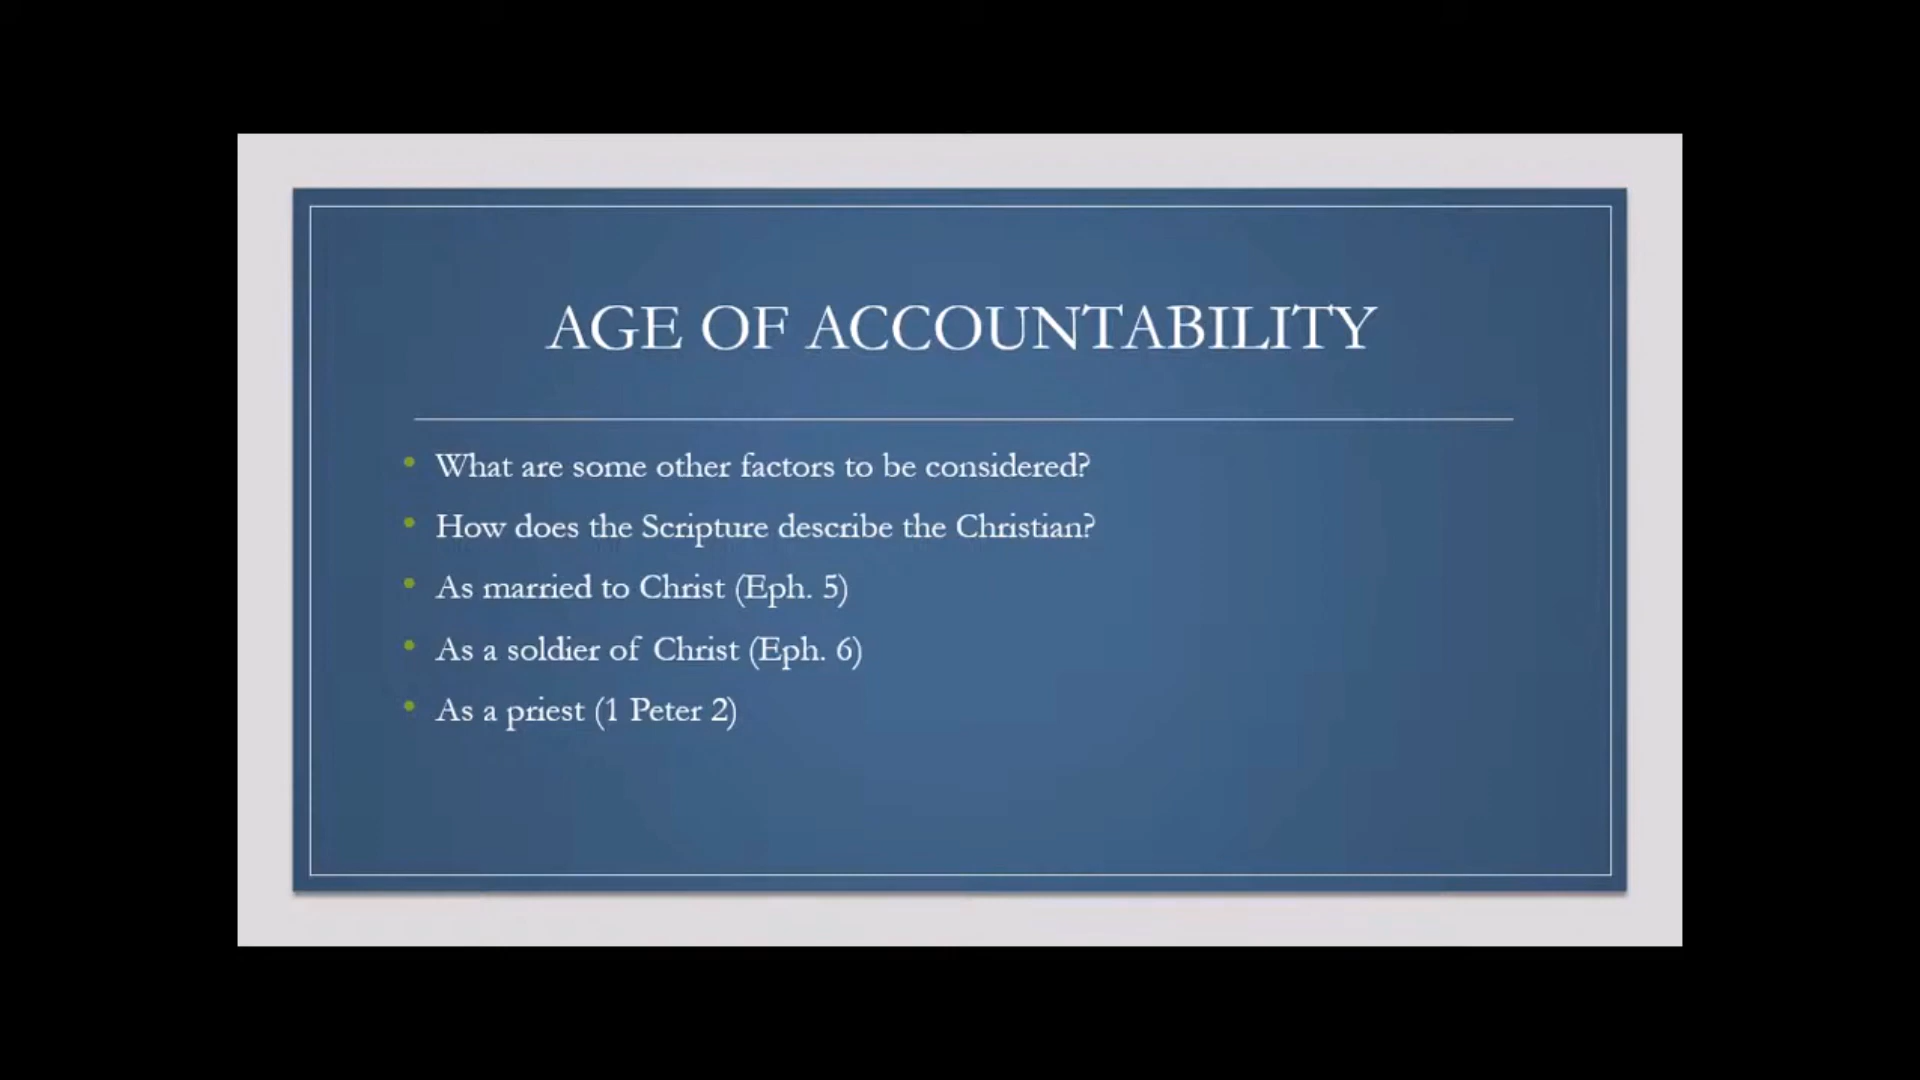 AGE OF ACCOUNTABILITY
• What are some other factors to be considered?
• How does the Scripture describe the Christian?
• As married to Christ (Eph. 5)
• As a soldier of Christ (Eph. 6)
• As a priest (1 Peter 2)